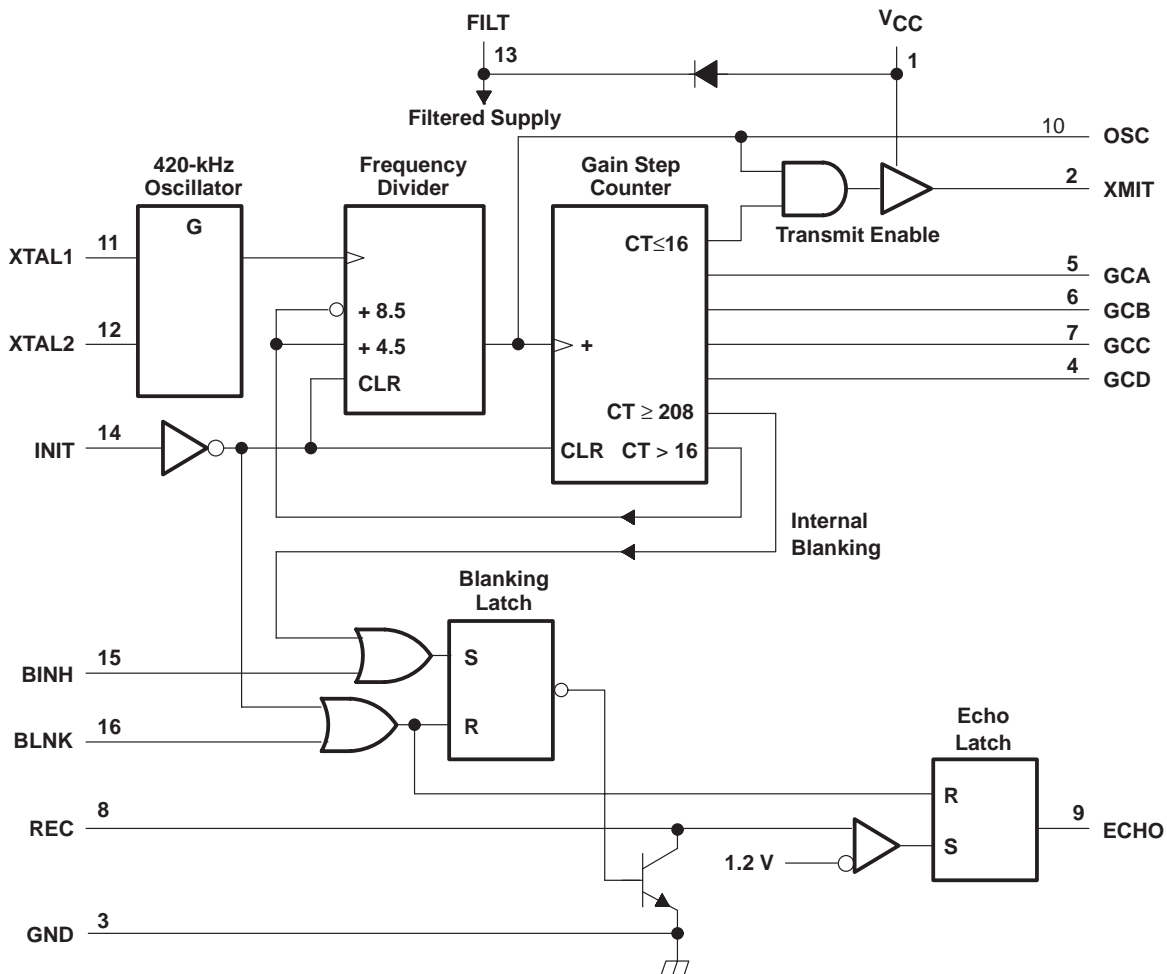 FILT
VCC
13
1
Filtered Supply
10
OSC
420-kHz
Oscillator
Frequency
Divider
Gain Step
Counter
G
2
XMIT
Transmit Enable
CT≤16
XTAL1
11
5
GCA
+ 8.5
6
GCB
XTAL2
12
+ 4.5
+
7
GCC
CLR
4
GCD
CT ≥ 208
INIT
14
CLR
CT > 16
Internal
Blanking
Blanking
Latch
BINH
15
S
BLNK
16
R
Echo
Latch
R
REC
8
9
ECHO
S
1.2 V
GND
3